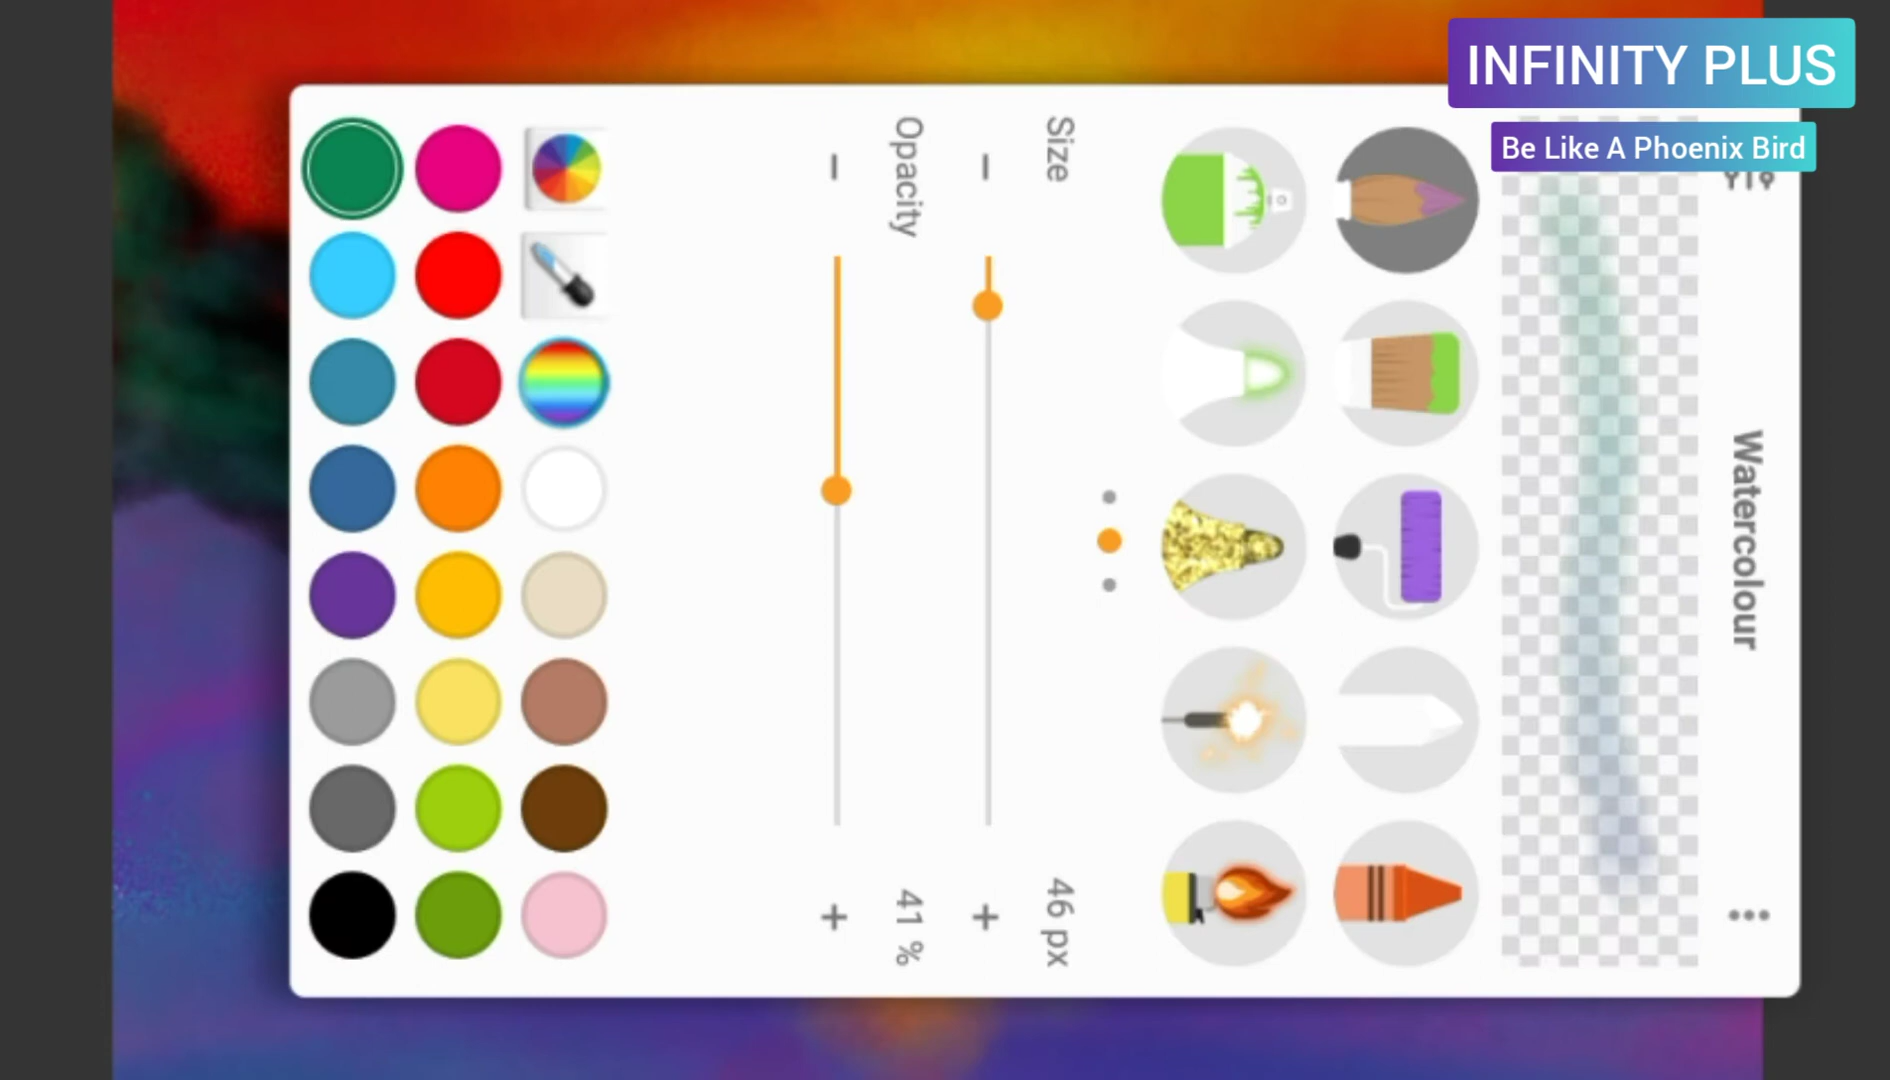 INFINITY PLUS
Be Like A Phoenix Bird
Watercolour
Size
46 px
Opacity
41 %